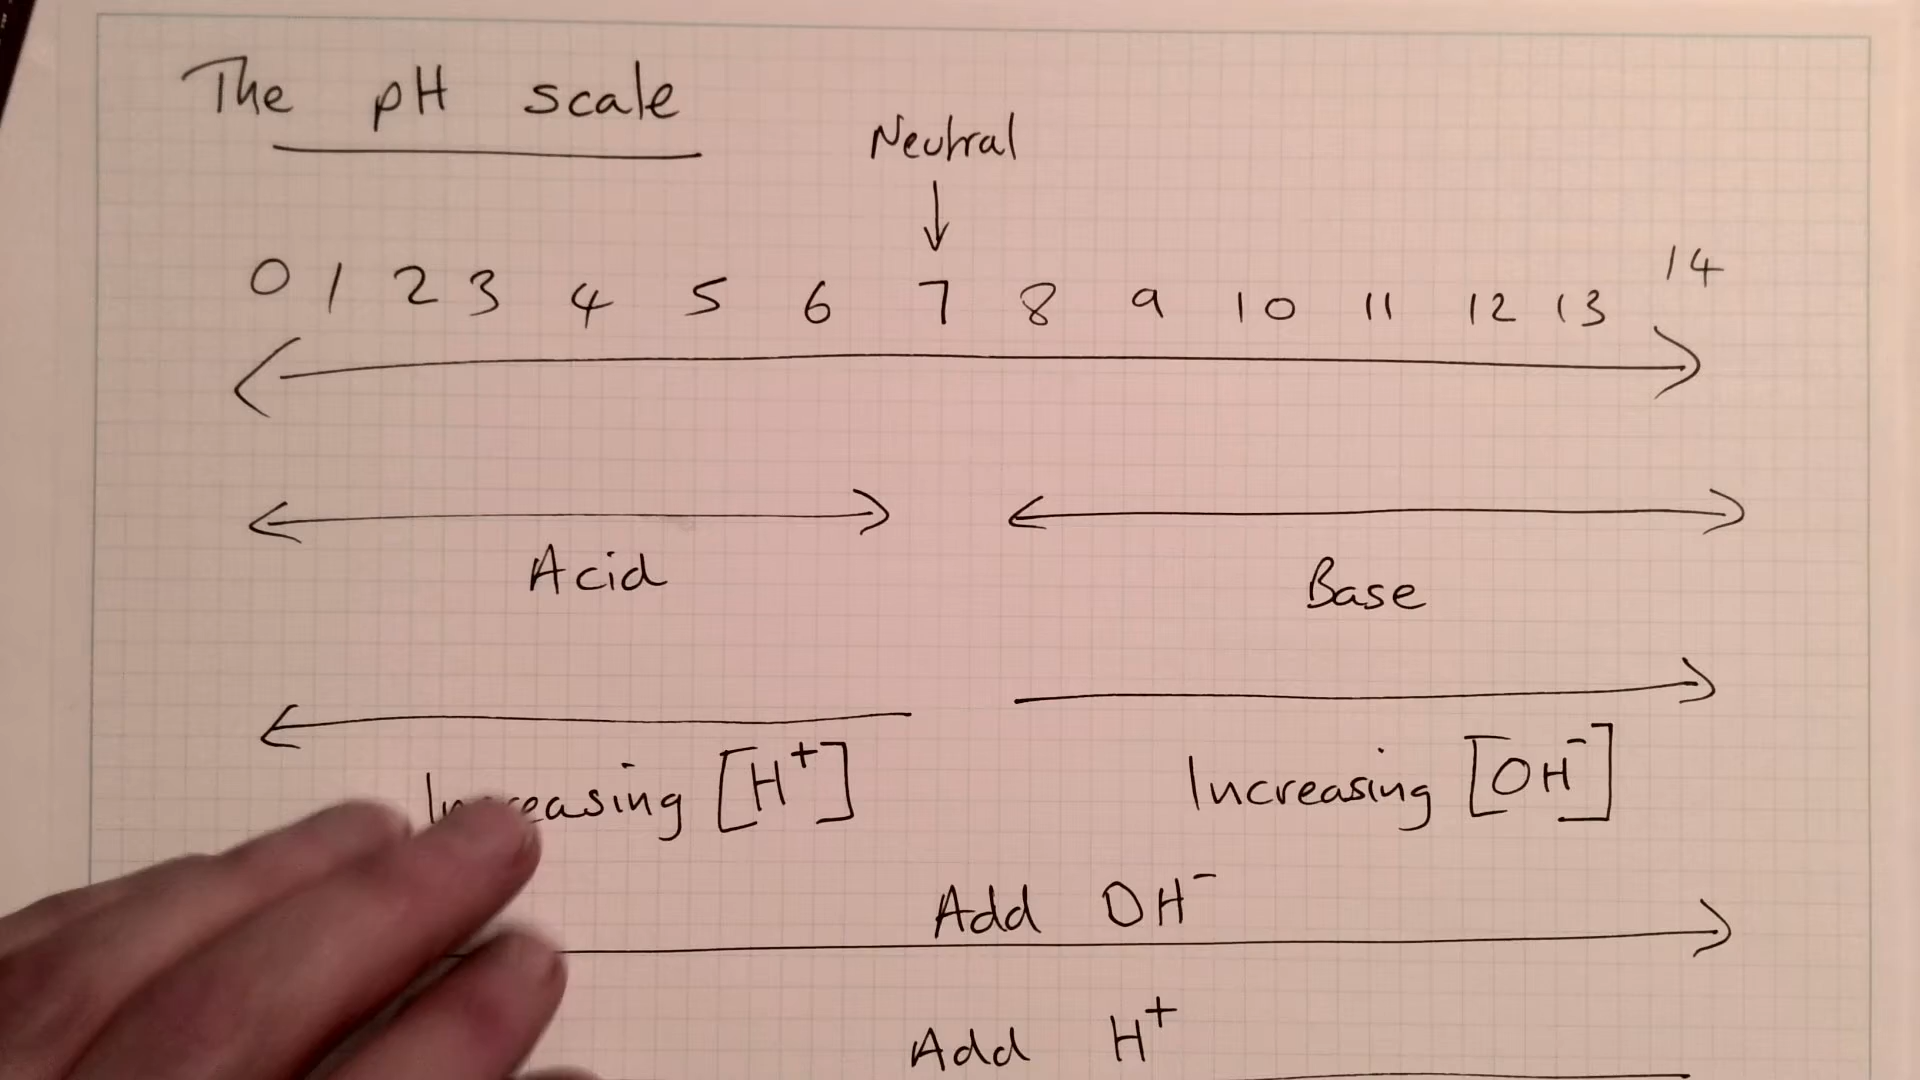 The pH scale
Neutral
0 1 2 3 4 5 6 7 8 9 10 11 12 13 14
Acid
Base
Increasing [H⁺]
Increasing [OH⁻]
Add OH⁻
Add H⁺